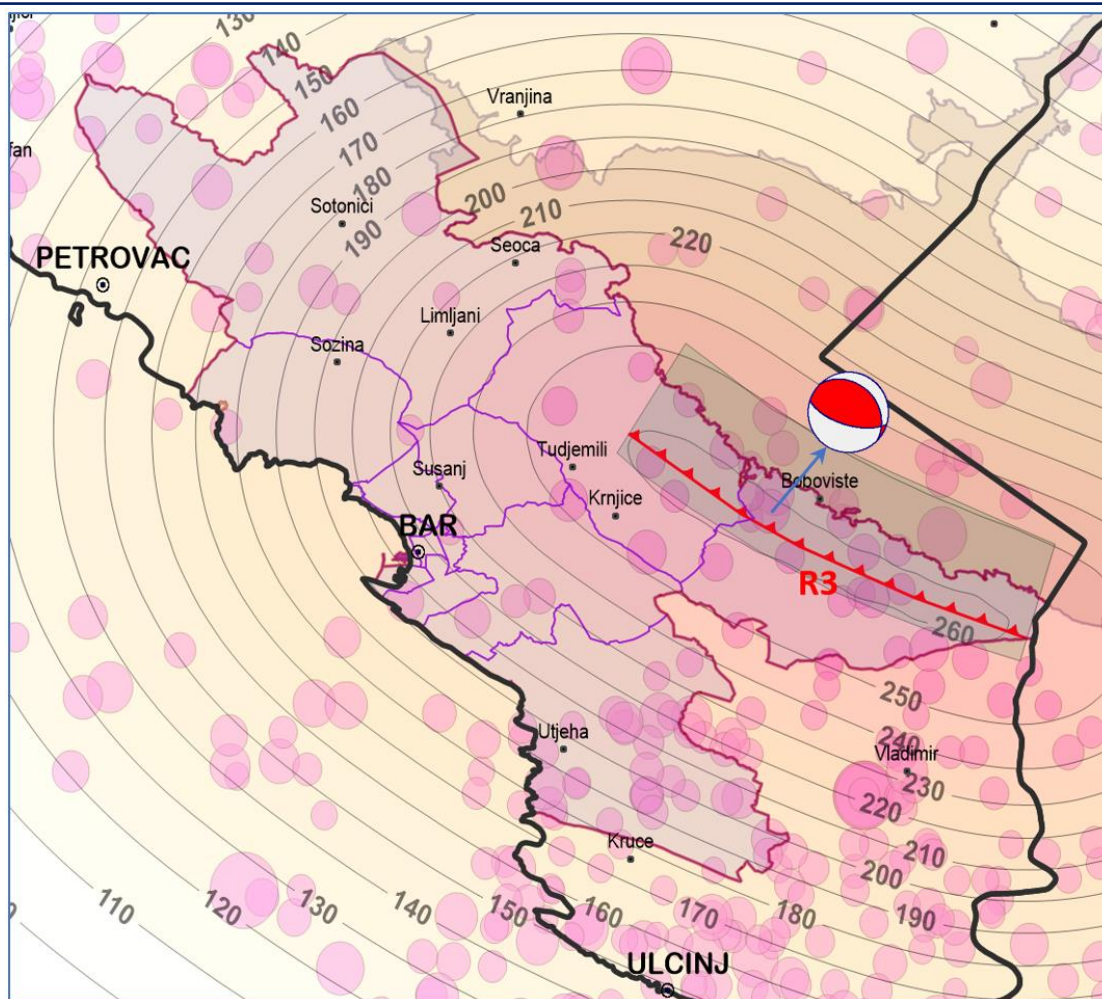 130
140
150
160
170
180
190
200
210
220
Vranjina
fan
Sotonici
Seoca
PETROVAC
Limljani
Sozina
Tudjemili
Susanj
Krnjice
Boboviste
BAR
R3
260
250
240
230
220
210
200
190
180
170
160
150
140
130
120
110
Utjeha
Vladimir
Kruce
ULCINJ